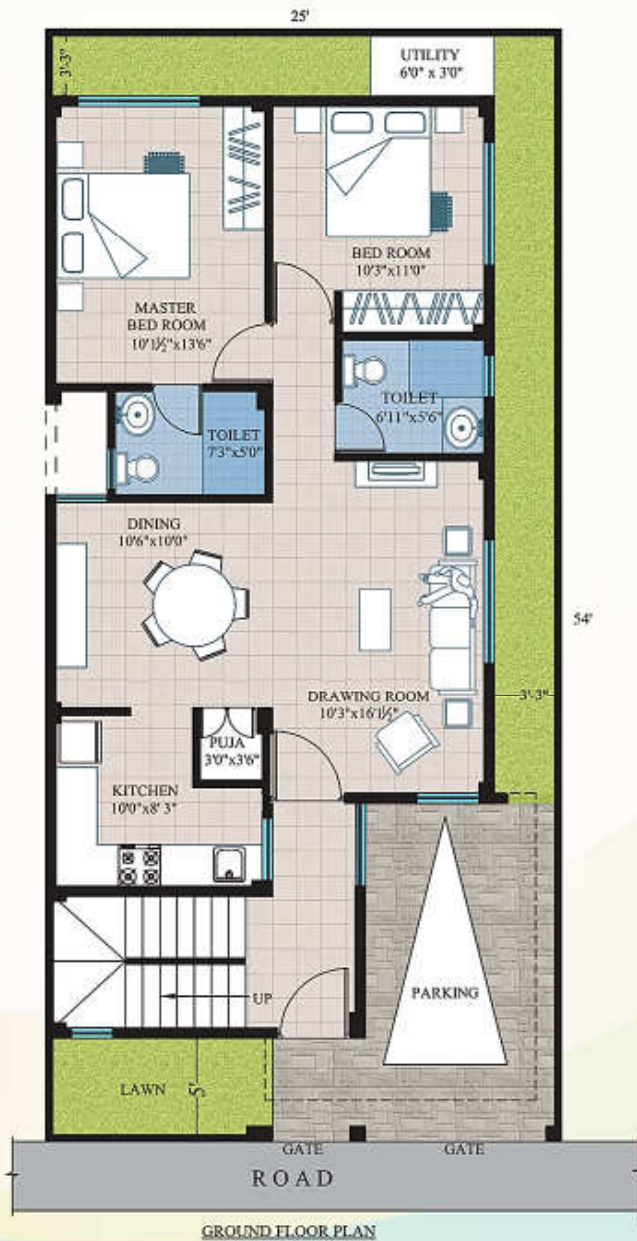 25'
3'-3"
UTILITY
6'0" x 3'0"
BED ROOM
10'3"x11'0"
MASTER
BED ROOM
10'1½"x13'6"
TOILET
6'11"x5'6"
TOILET
7'3"x5'0"
DINING
10'6"x10'0"
54'
DRAWING ROOM
10'3"x16'1½"
3'-3"
PUJA
3'0"x3'6"
KITCHEN
10'0"x8' 3"
UP
PARKING
LAWN
5'
GATE
GATE
ROAD
GROUND FLOOR PLAN